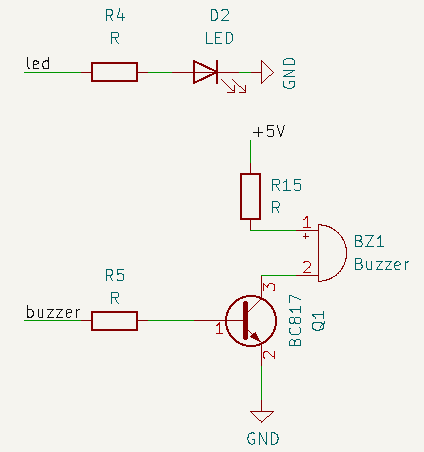 R4
R
D2
LED
led
GND
+5V
R15
R
1
+
BZ1
Buzzer
2
R5
R
buzzer
3
1
BC817
Q1
2
GND